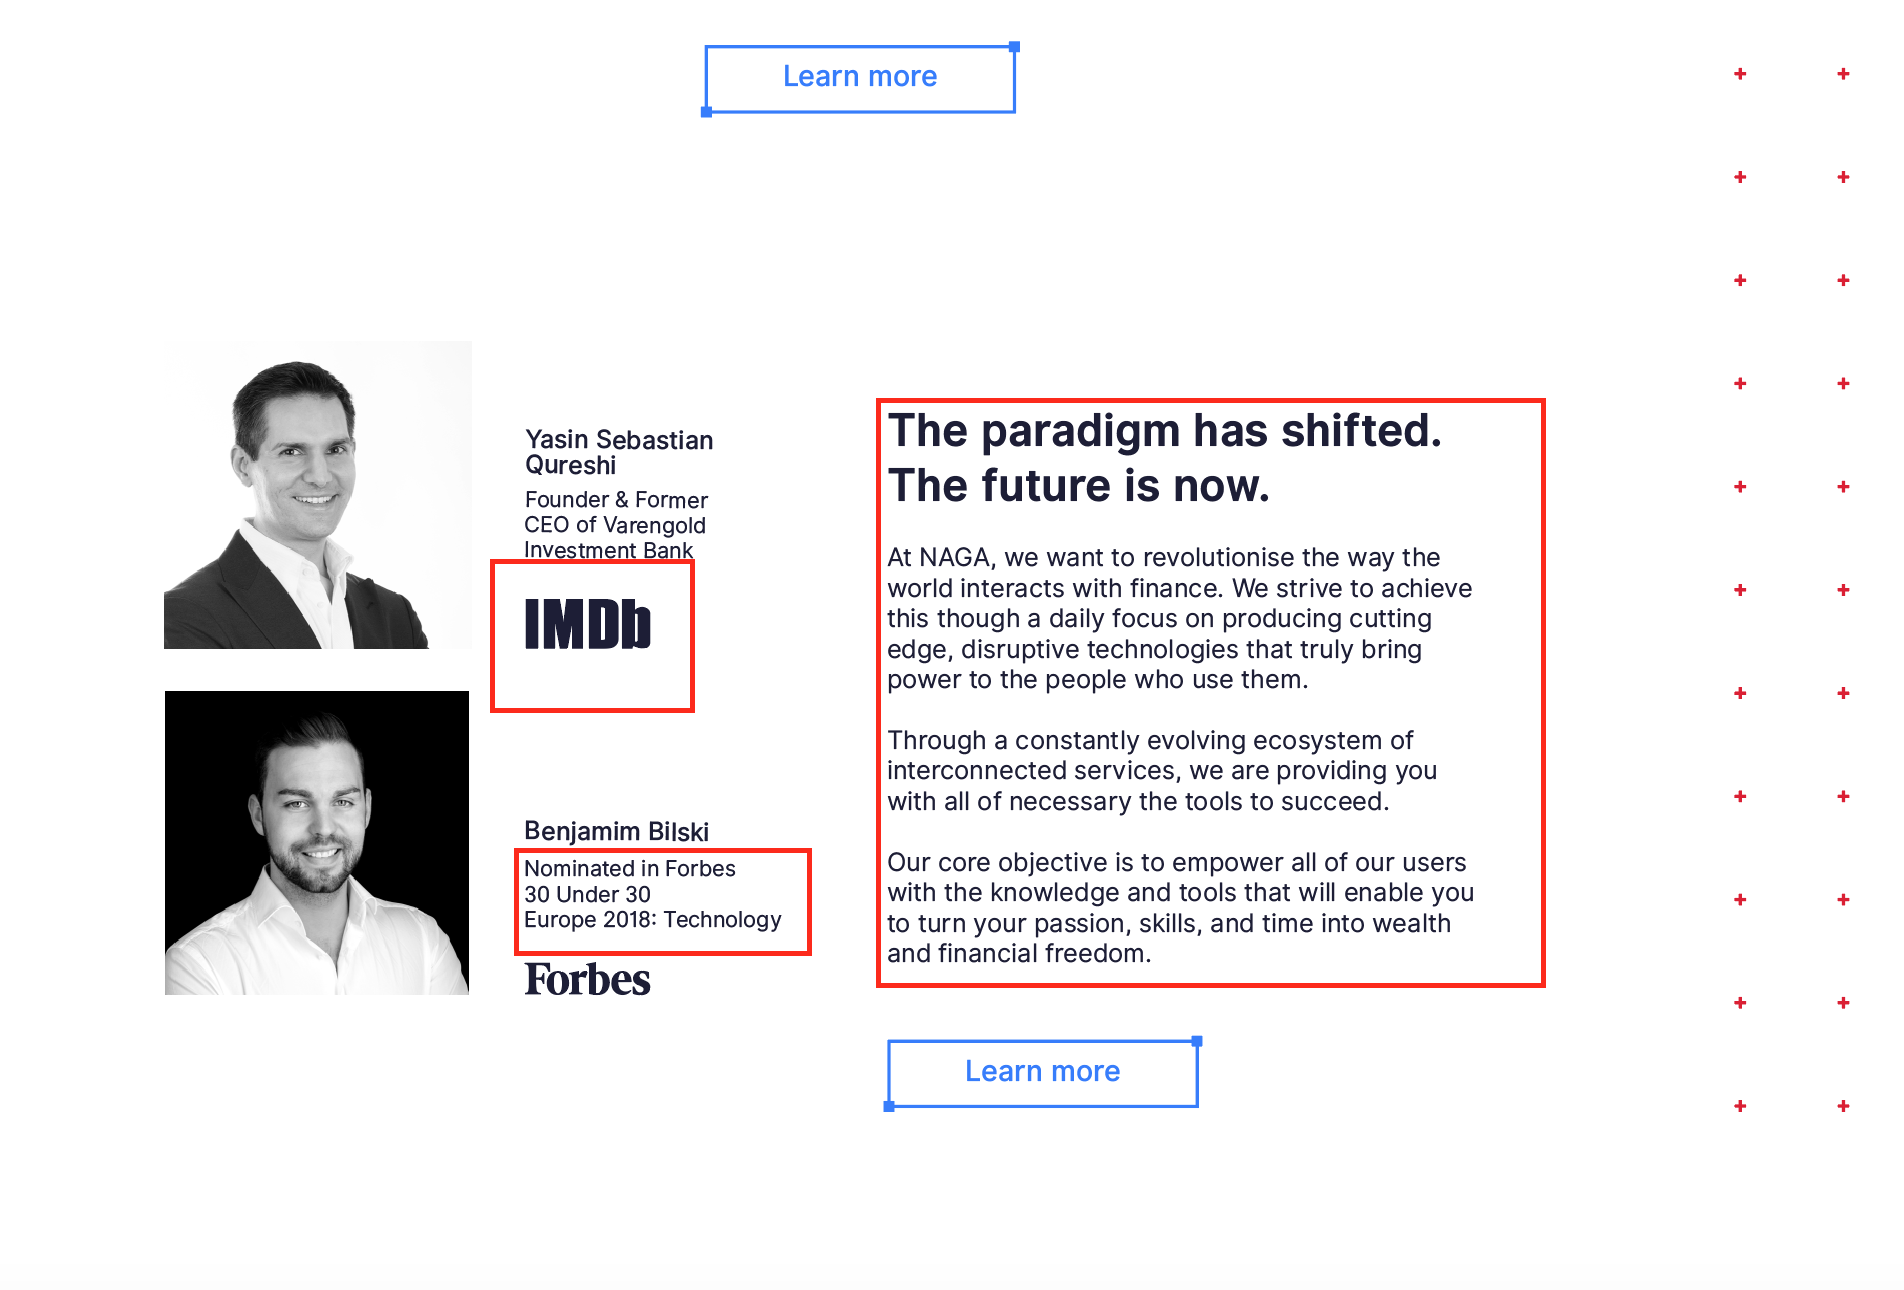 Learn more
Yasin Sebastian
Qureshi
Founder & Former
CEO of Varengold
Investment Bank
IMDb
Benjamim Bilski
Nominated in Forbes
30 Under 30
Europe 2018: Technology
Forbes
The paradigm has shifted.
The future is now.
At NAGA, we want to revolutionise the way the
world interacts with finance. We strive to achieve
this though a daily focus on producing cutting
edge, disruptive technologies that truly bring
power to the people who use them.
Through a constantly evolving ecosystem of
interconnected services, we are providing you
with all of necessary the tools to succeed.
Our core objective is to empower all of our users
with the knowledge and tools that will enable you
to turn your passion, skills, and time into wealth
and financial freedom.
Learn more